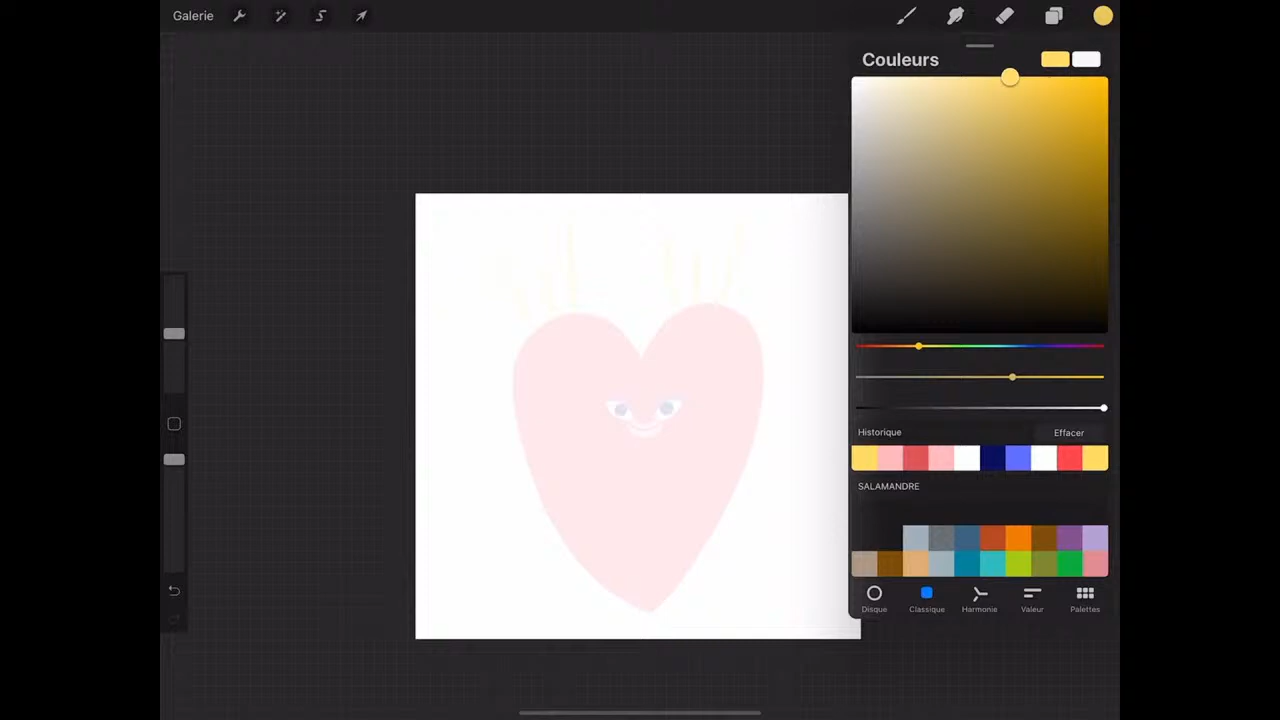 Galerie
Couleurs
Historique
Effacer
SALAMANDRE
Disque
Classique
Harmonie
Valeur
Palettes